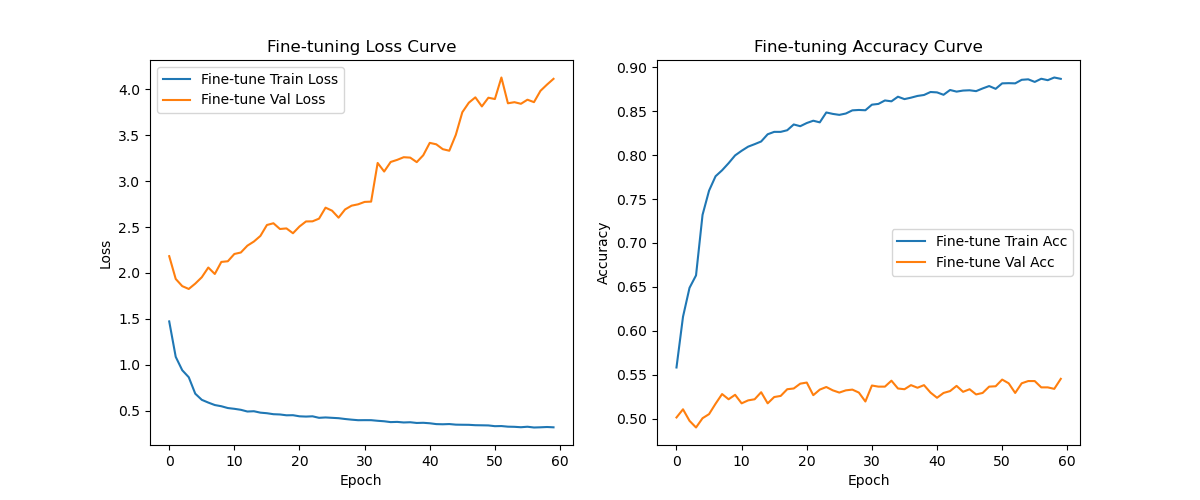 Fine-tuning Loss Curve
Fine-tune Train Loss
Fine-tune Val Loss
4.0
3.5
3.0
2.5
2.0
1.5
1.0
0.5
Loss
0 10 20 30 40 50 60
Epoch
Fine-tuning Accuracy Curve
0.90
0.85
0.80
0.75
0.70
0.65
0.60
0.55
0.50
Accuracy
Fine-tune Train Acc
Fine-tune Val Acc
0 10 20 30 40 50 60
Epoch